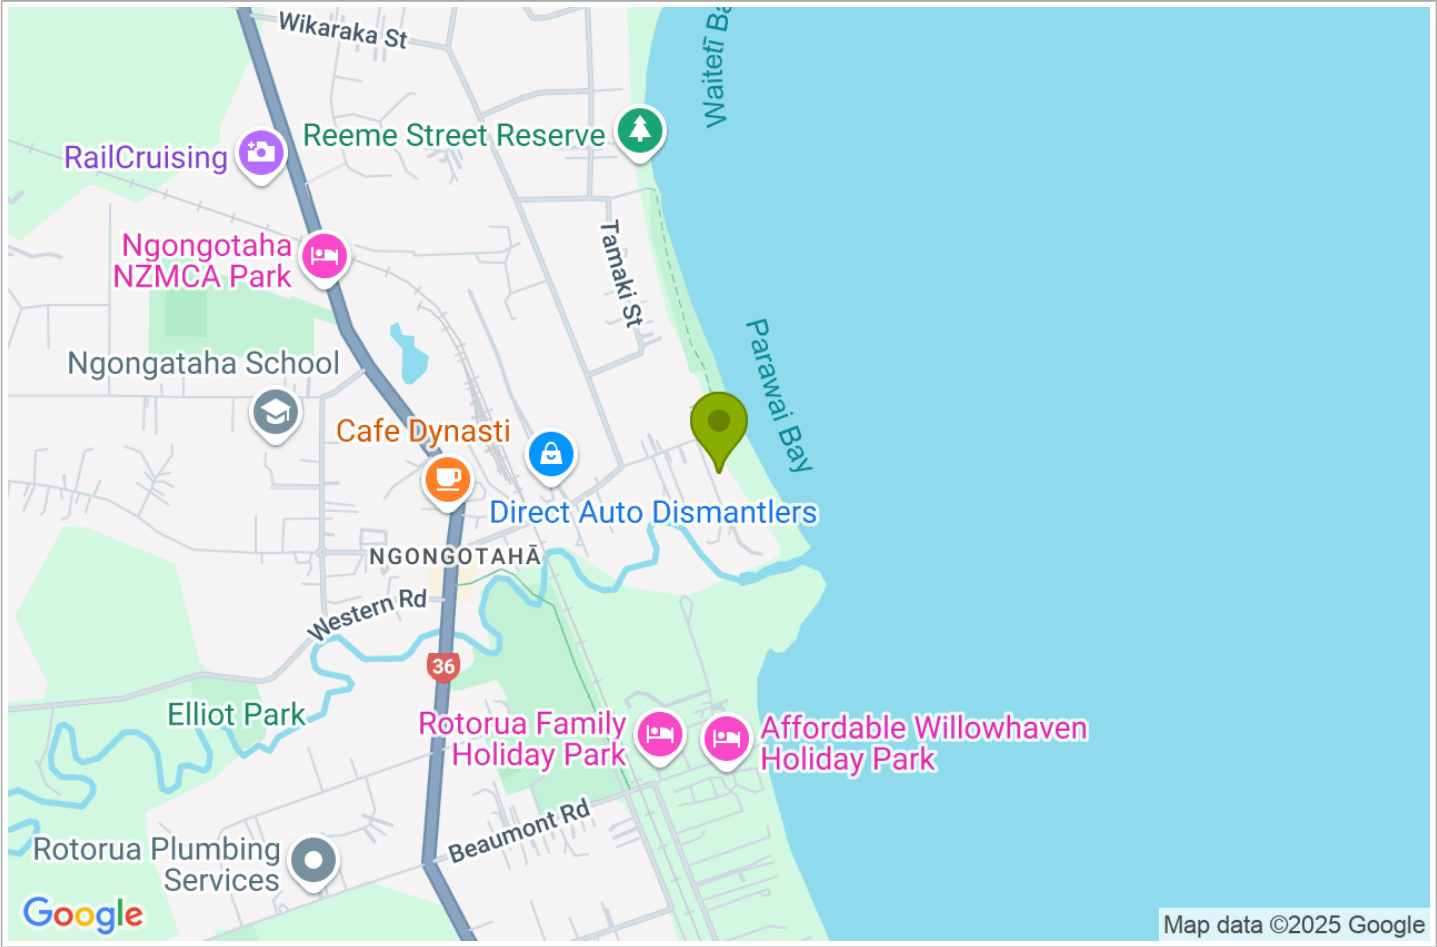 Wikaraka St
Waitetī Ba
Reeme Street Reserve
RailCruising
Ngongotaha
NZMCA Park
Tamaki St
Parawai Bay
Ngongataha School
Cafe Dynasti
Direct Auto Dismantlers
NGONGOTAHĀ
Western Rd
36
Elliot Park
Rotorua Family
Holiday Park
Affordable Willowhaven
Holiday Park
Beaumont Rd
Rotorua Plumbing
Services
Google
Map data ©2025 Google